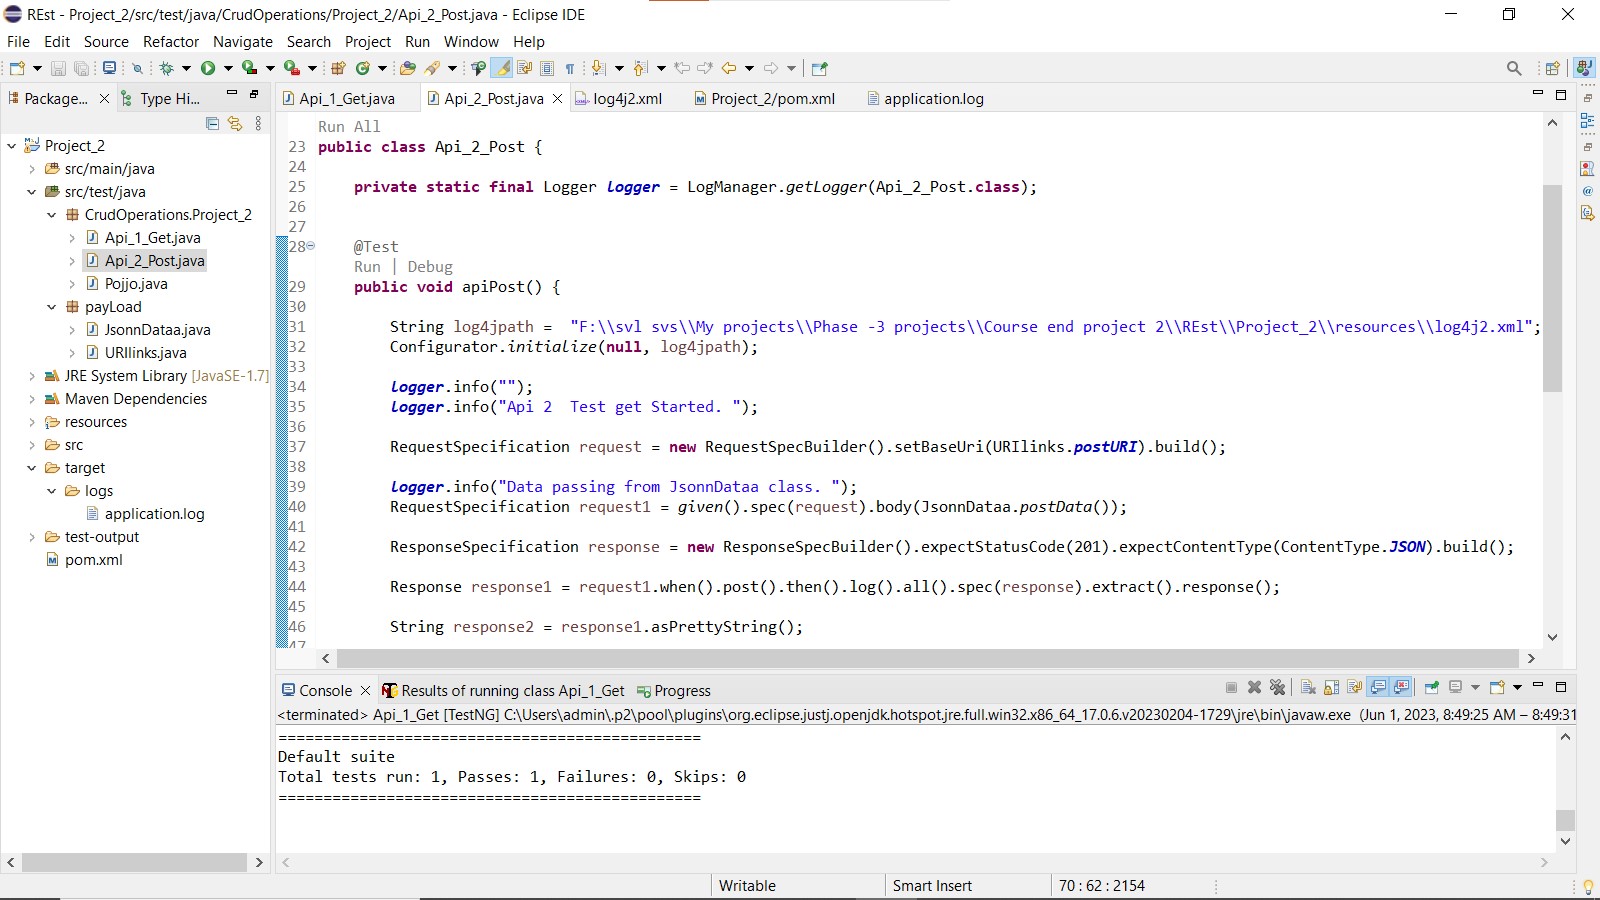 REst - Project_2/src/test/java/CrudOperations/Project_2/Api_2_Post.java - Eclipse IDE
File Edit Source Refactor Navigate Search Project Run Window Help
Package... Type Hi...
Project_2
src/main/java
src/test/java
CrudOperations.Project_2
Api_1_Get.java
Api_2_Post.java
Pojjo.java
payLoad
JsonnDataa.java
URIlinks.java
JRE System Library [JavaSE-1.7]
Maven Dependencies
resources
src
target
logs
application.log
test-output
pom.xml
Api_1_Get.java Api_2_Post.java log4j2.xml Project_2/pom.xml application.log
Run All
23 public class Api_2_Post {
24
25 private static final Logger logger = LogManager.getLogger(Api_2_Post.class);
26
27
28 @Test
Run | Debug
29 public void apiPost() {
30
31 String log4jpath = "F:\\svl svs\\My projects\\Phase -3 projects\\Course end project 2\\REst\\Project_2\\resources\\log4j2.xml";
32 Configurator.initialize(null, log4jpath);
33
34 logger.info("");
35 logger.info("Api 2  Test get Started. ");
36
37 RequestSpecification request = new RequestSpecBuilder().setBaseUri(URIlinks.postURI).build();
38
39 logger.info("Data passing from JsonnDataa class. ");
40 RequestSpecification request1 = given().spec(request).body(JsonnDataa.postData());
41
42 ResponseSpecification response = new ResponseSpecBuilder().expectStatusCode(201).expectContentType(ContentType.JSON).build();
43
44 Response response1 = request1.when().post().then().log().all().spec(response).extract().response();
45
46 String response2 = response1.asPrettyString();
47
Console Results of running class Api_1_Get Progress
<terminated> Api_1_Get [TestNG] C:\Users\admin\.p2\pool\plugins\org.eclipse.justj.openjdk.hotspot.jre.full.win32.x86_64_17.0.6.v20230204-1729\jre\bin\javaw.exe (Jun 1, 2023, 8:49:25 AM – 8:49:31
===============================================
Default suite
Total tests run: 1, Passes: 1, Failures: 0, Skips: 0
===============================================
Writable Smart Insert 70 : 62 : 2154